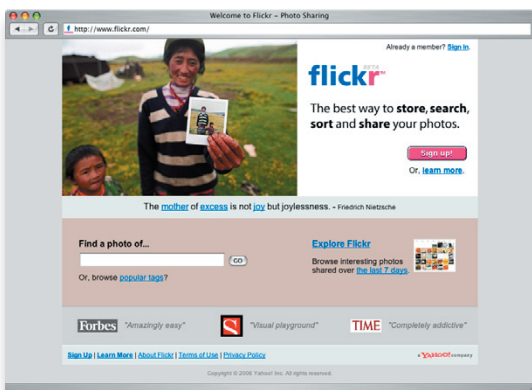 Welcome to Flickr – Photo Sharing
http://www.flickr.com/
Already a member? Sign in.
flickr™
BETA
The best way to store, search,
sort and share your photos.
Sign up!
Or, learn more.
The mother of excess is not joy but joylessness. - Friedrich Nietzsche
Find a photo of...
GO
Or, browse popular tags?
Explore Flickr
Browse interesting photos
shared over the last 7 days.
Forbes "Amazingly easy"
S "Visual playground"
TIME "Completely addictive"
Sign Up | Learn More | About Flickr | Terms of Use | Privacy Policy
a YAHOO! company
Copyright © 2006 Yahoo! Inc. All rights reserved.